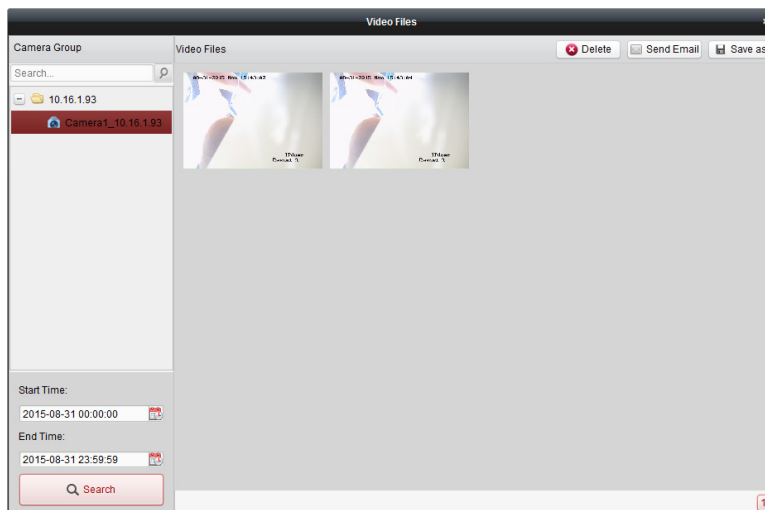 Video Files
Camera Group
Video Files
Delete
Send Email
Save as
Search...
10.16.1.93
Camera1_10.16.1.93
Start Time:
2015-08-31 00:00:00
End Time:
2015-08-31 23:59:59
Search
1